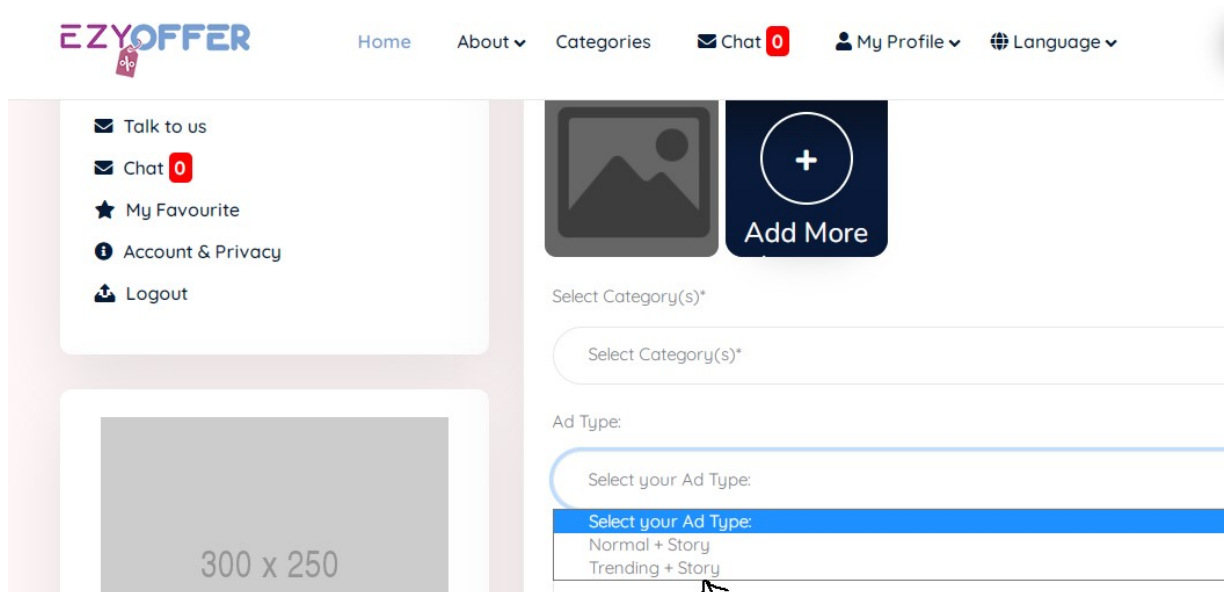 EZYOFFER
Home About Categories Chat 0 My Profile Language
Talk to us
Chat 0
My Favourite
Account & Privacy
Logout
300 x 250
Add More
Select Category(s)*
Select Category(s)*
Ad Type:
Select your Ad Type:
Select your Ad Type:
Normal + Story
Trending + Story